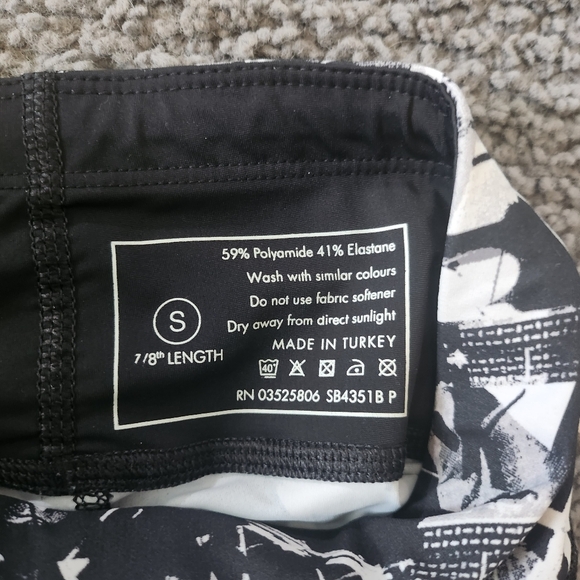 59% Polyamide 41% Elastane
Wash with similar colours
Do not use fabric softener
Dry away from direct sunlight
MADE IN TURKEY
S
7/8th LENGTH
40°
RN 03525806 SB4351B P